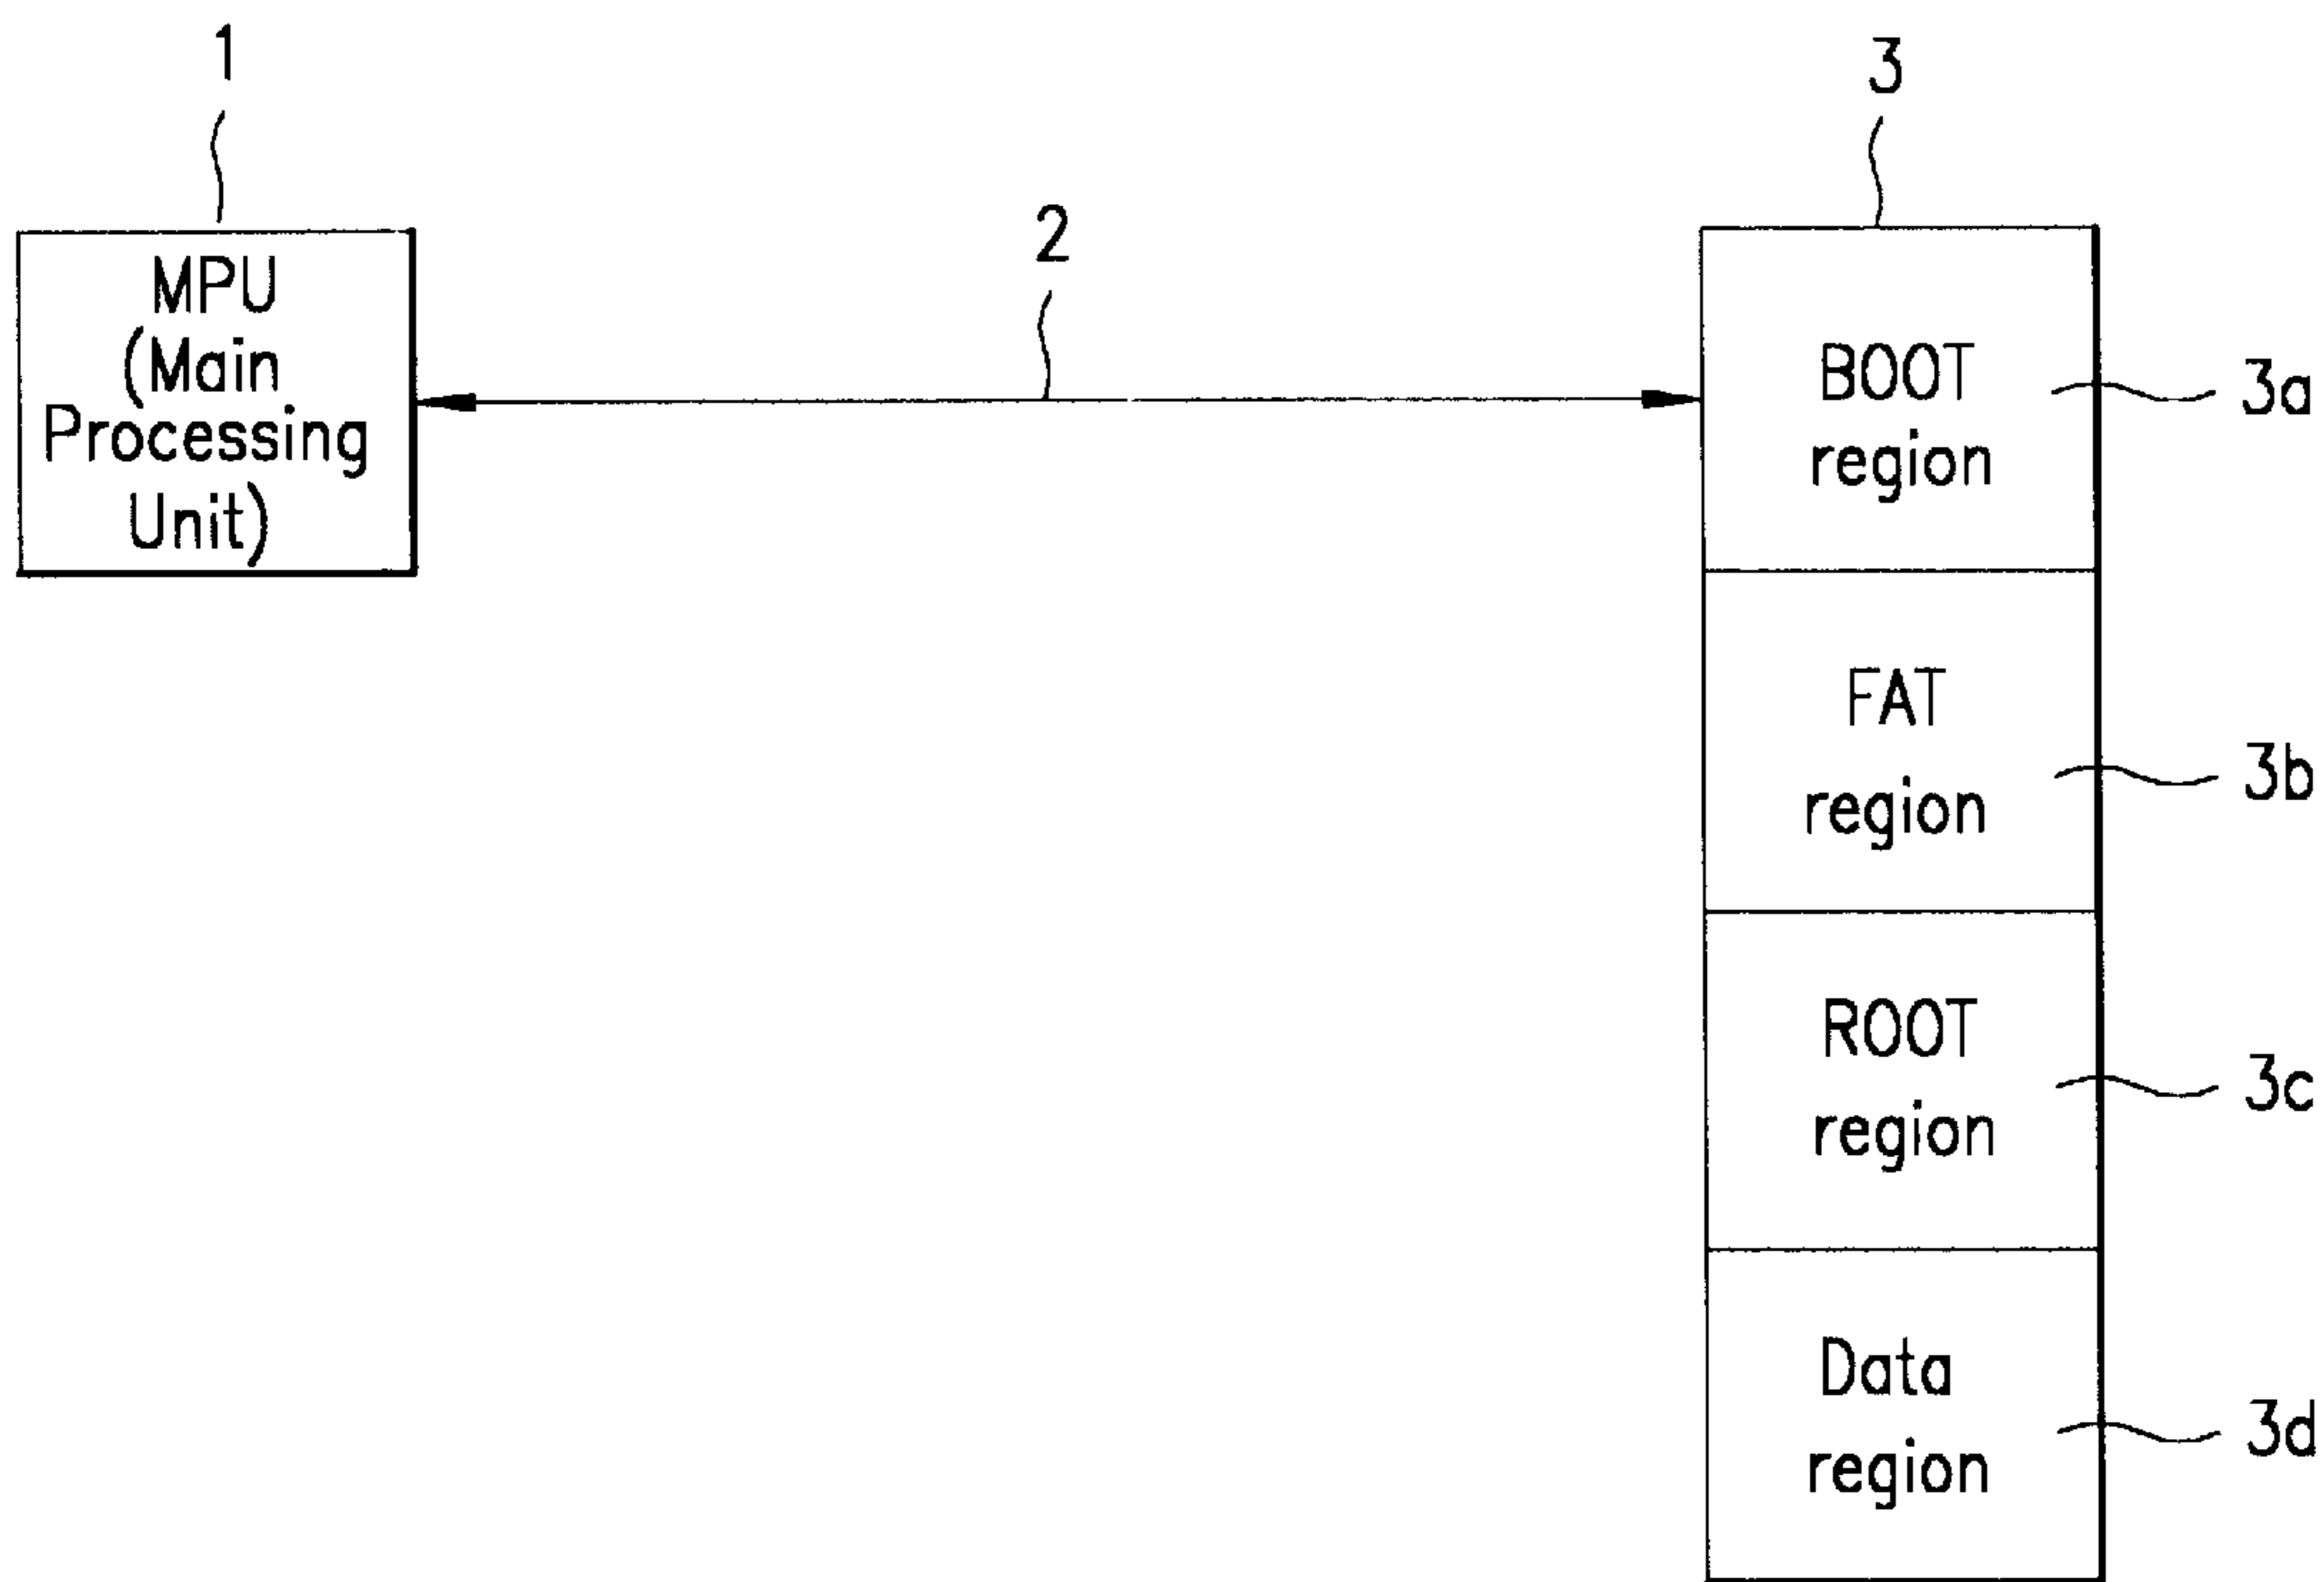 1
MPU
(Main
Processing
Unit)
2
3
BOOT
region
3a
FAT
region
3b
ROOT
region
3c
Data
region
3d